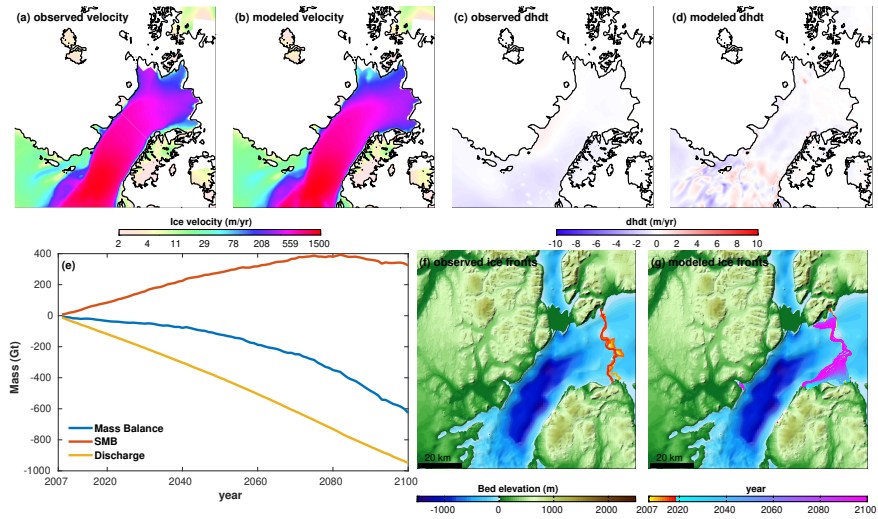 (a) observed velocity
(b) modeled velocity
(c) observed dhdt
(d) modeled dhdt
Ice velocity (m/yr)
2 4 11 29 78 208 559 1500
dhdt (m/yr)
-10 -8 -6 -4 -2 0 2 4 6 8 10
(e)
400
200
0
-200
-400
-600
-800
-1000
Mass (Gt)
Mass Balance
SMB
Discharge
2007 2020 2040 2060 2080 2100
year
(f) observed ice fronts
20 km
(g) modeled ice fronts
20 km
Bed elevation (m)
-1000 0 1000 2000
year
2007 2020 2040 2060 2080 2100